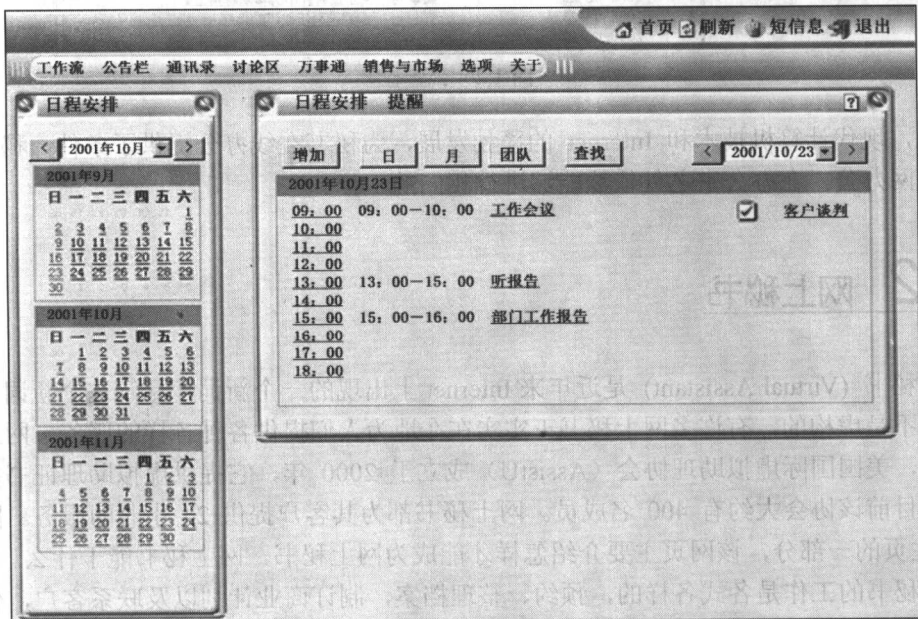 首页 刷新 短信息 退出
工作流 公告栏 通讯录 讨论区 万事通 销售与市场 选项 关于
日程安排
< 2001年10月 >
2001年9月
日 一 二 三 四 五 六
1
2 3 4 5 6 7 8
9 10 11 12 13 14 15
16 17 18 19 20 21 22
23 24 25 26 27 28 29
30
2001年10月
日 一 二 三 四 五 六
1 2 3 4 5 6
7 8 9 10 11 12 13
14 15 16 17 18 19 20
21 22 23 24 25 26 27
28 29 30 31
2001年11月
日 一 二 三 四 五 六
1 2 3
4 5 6 7 8 9 10
11 12 13 14 15 16 17
18 19 20 21 22 23 24
25 26 27 28 29 30
日程安排 提醒 ?
增加 日 月 团队 查找 < 2001/10/23 >
2001年10月23日
09：00 09：00－10：00 工作会议 客户谈判
10：00
11：00
12：00
13：00 13：00－15：00 听报告
14：00
15：00 15：00－16：00 部门工作报告
16：00
17：00
18：00